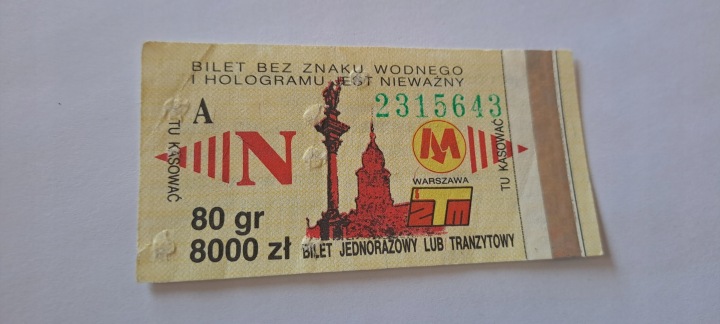 BILET BEZ ZNAKU WODNEGO
I HOLOGRAMU JEST NIEWAŻNY
A
2315643
TU KASOWAĆ
N
M
TU KASOWAĆ
WARSZAWA
ZTM
80 gr
8000 zł
BILET JEDNORAZOWY LUB TRANZYTOWY